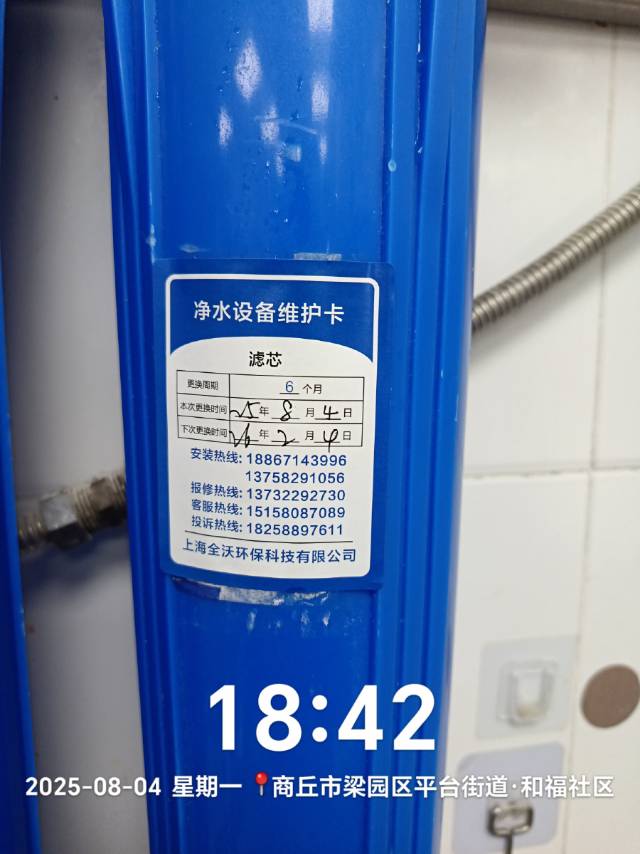 净水设备维护卡
滤芯
更换周期 6 个月
本次更换时间 25 年 8 月 4 日
下次更换时间 26 年 2 月 4 日
安装热线: 18867143996
13758291056
报修热线: 13732292730
客服热线: 15158087089
投诉热线: 18258897611
上海全沃环保科技有限公司
18:42
2025-08-04 星期一 📍商丘市梁园区平台街道·和福社区